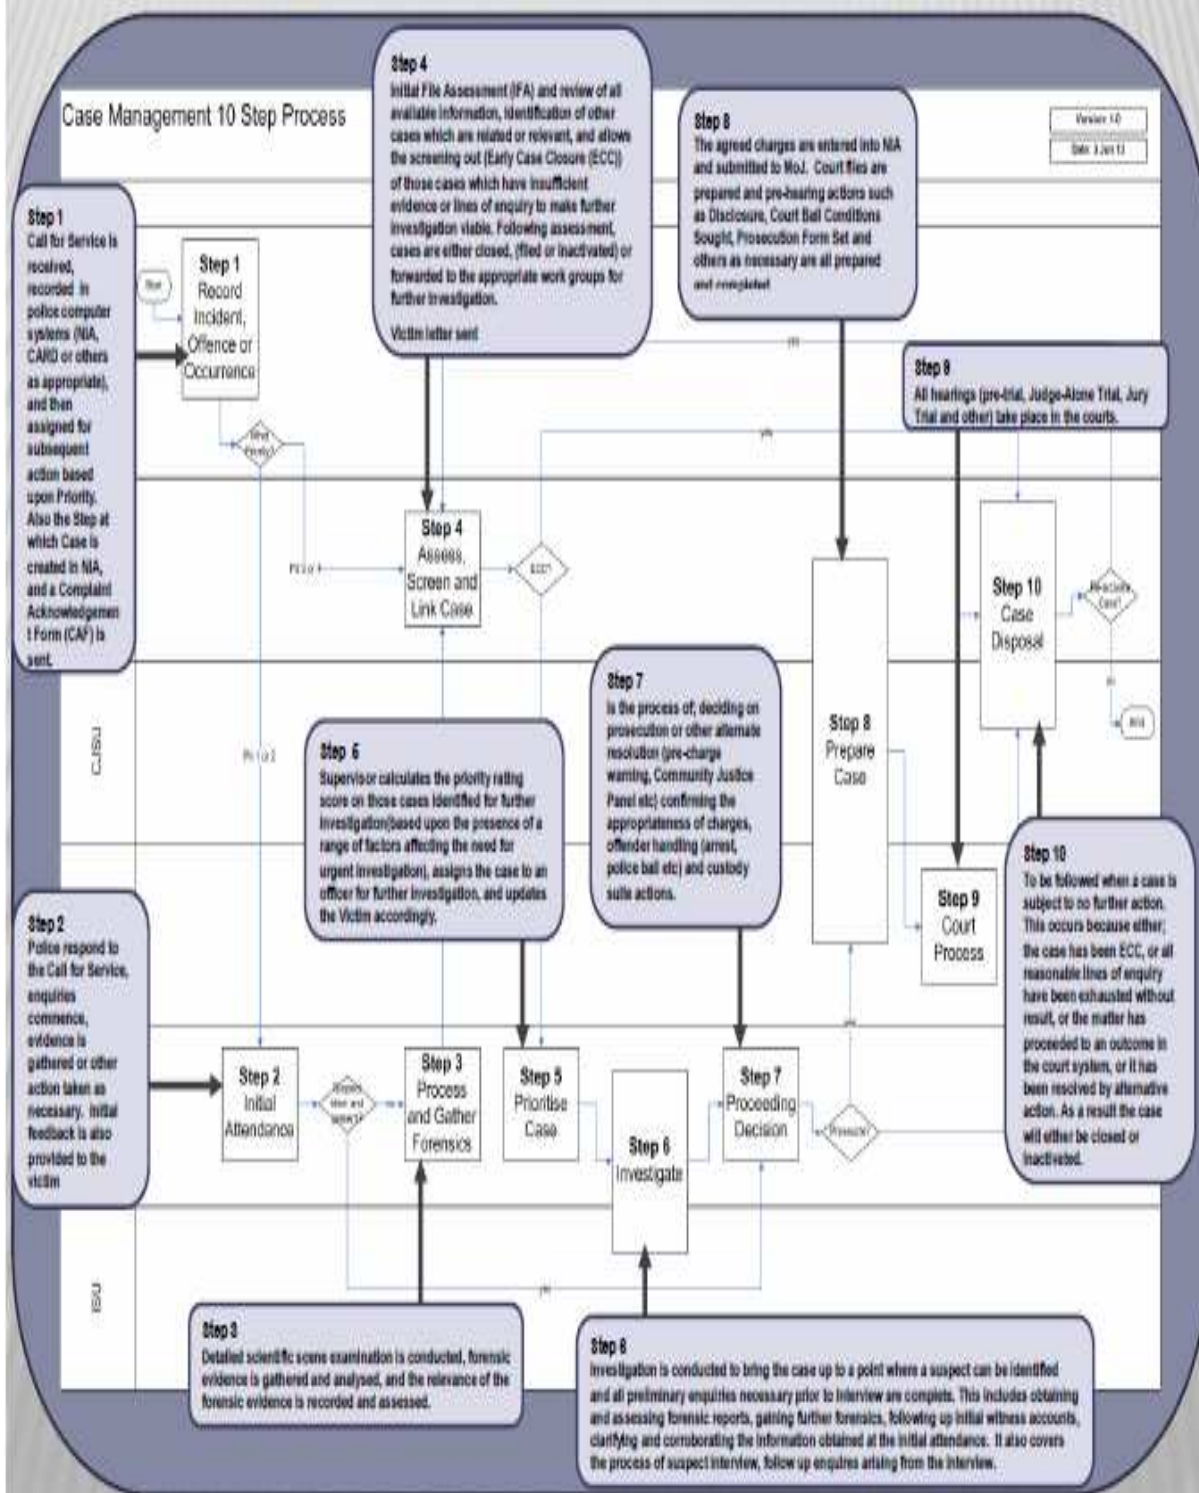 Case Management 10 Step Process
Version 1.0
Date: 3 Jun 13
Step 1
Call for Service is
received,
recorded in
police computer
systems (NIA,
CARD or others
as appropriate),
and then
assigned for
subsequent
action based
upon Priority.
Also the Step at
which Case is
created in NIA,
and a Complaint
Acknowledgemen
t Form (CAF) is
sent.
Start
Step 1
Record
Incident,
Offence or
Occurrence
Priority?
Step 4
Initial File Assessment (IFA) and review of all
available information, identification of other
cases which are related or relevant, and allows
the screening out (Early Case Closure (ECC))
of those cases which have insufficient
evidence or lines of enquiry to make further
investigation viable. Following assessment,
cases are either closed, (filed or inactivated) or
forwarded to the appropriate work groups for
further investigation.
Victim letter sent
Step 8
The agreed charges are entered into NIA
and submitted to MoJ. Court files are
prepared and pre-hearing actions such
as Disclosure, Court Bail Conditions
Sought, Prosecution Form Set and
others as necessary are all prepared
and completed
Step 9
All hearings (pre-trial, Judge-Alone Trial, Jury
Trial and other) take place in the courts.
yes
Step 4
Assess,
Screen and
Link Case
ECC?
Step 10
Case
Disposal
Case?
Step 8
Prepare
Case
CJSU
Step 5
Supervisor calculates the priority rating
score on those cases identified for further
investigation(based upon the presence of a
range of factors affecting the need for
urgent investigation), assigns the case to an
officer for further investigation, and updates
the Victim accordingly.
Step 7
Is the process of; deciding on
prosecution or other alternate
resolution (pre-charge
warning, Community Justice
Panel etc) confirming the
appropriateness of charges,
offender handling (arrest,
police bail etc) and custody
suite actions.
Step 9
Court
Process
Step 10
To be followed when a case is
subject to no further action.
This occurs because either;
the case has been ECC, or all
reasonable lines of enquiry
have been exhausted without
result, or the matter has
proceeded to an outcome in
the court system, or it has
been resolved by alternative
action. As a result the case
will either be closed or
inactivated.
Step 2
Police respond to
the Call for Service,
enquiries
commence,
evidence is
gathered or other
action taken as
necessary. Initial
feedback is also
provided to the
victim
Step 2
Initial
Attendance
Step 3
Process
and Gather
Forensics
Step 5
Prioritise
Case
Step 6
Investigate
Step 7
Proceeding
Decision
Prosecute?
ISU
Step 3
Detailed scientific scene examination is conducted, forensic
evidence is gathered and analysed, and the relevance of the
forensic evidence is recorded and assessed.
Step 6
Investigation is conducted to bring the case up to a point where a suspect can be identified
and all preliminary enquiries necessary prior to interview are complete. This includes obtaining
and assessing forensic reports, gaining further forensics, following up initial witness accounts,
clarifying and corroborating the information obtained at the initial attendance. It also covers
the process of suspect interview, follow up enquires arising from the interview.